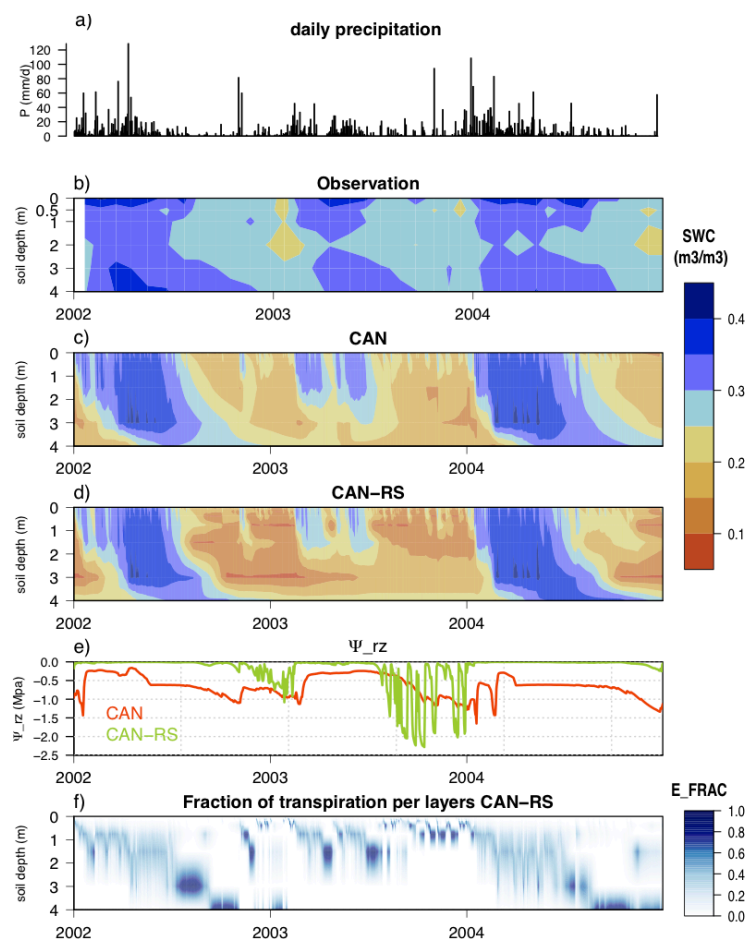 a)
daily precipitation
P (mm/d)
120
100
80
60
40
20
0
b)
Observation
soil depth (m)
0
0.5
1
2
3
4
2002
2003
2004
SWC
(m3/m3)
0.4
0.3
0.2
0.1
c)
CAN
soil depth (m)
0
1
2
3
4
2002
2003
2004
d)
CAN−RS
soil depth (m)
0
1
2
3
4
2002
2003
2004
e)
Ψ_rz
Ψ_rz (Mpa)
0.0
−0.5
−1.0
−1.5
−2.0
−2.5
CAN
CAN−RS
2002
2003
2004
f)
Fraction of transpiration per layers CAN−RS
soil depth (m)
0
1
2
3
4
2002
2003
2004
E_FRAC
1.0
0.8
0.6
0.4
0.2
0.0